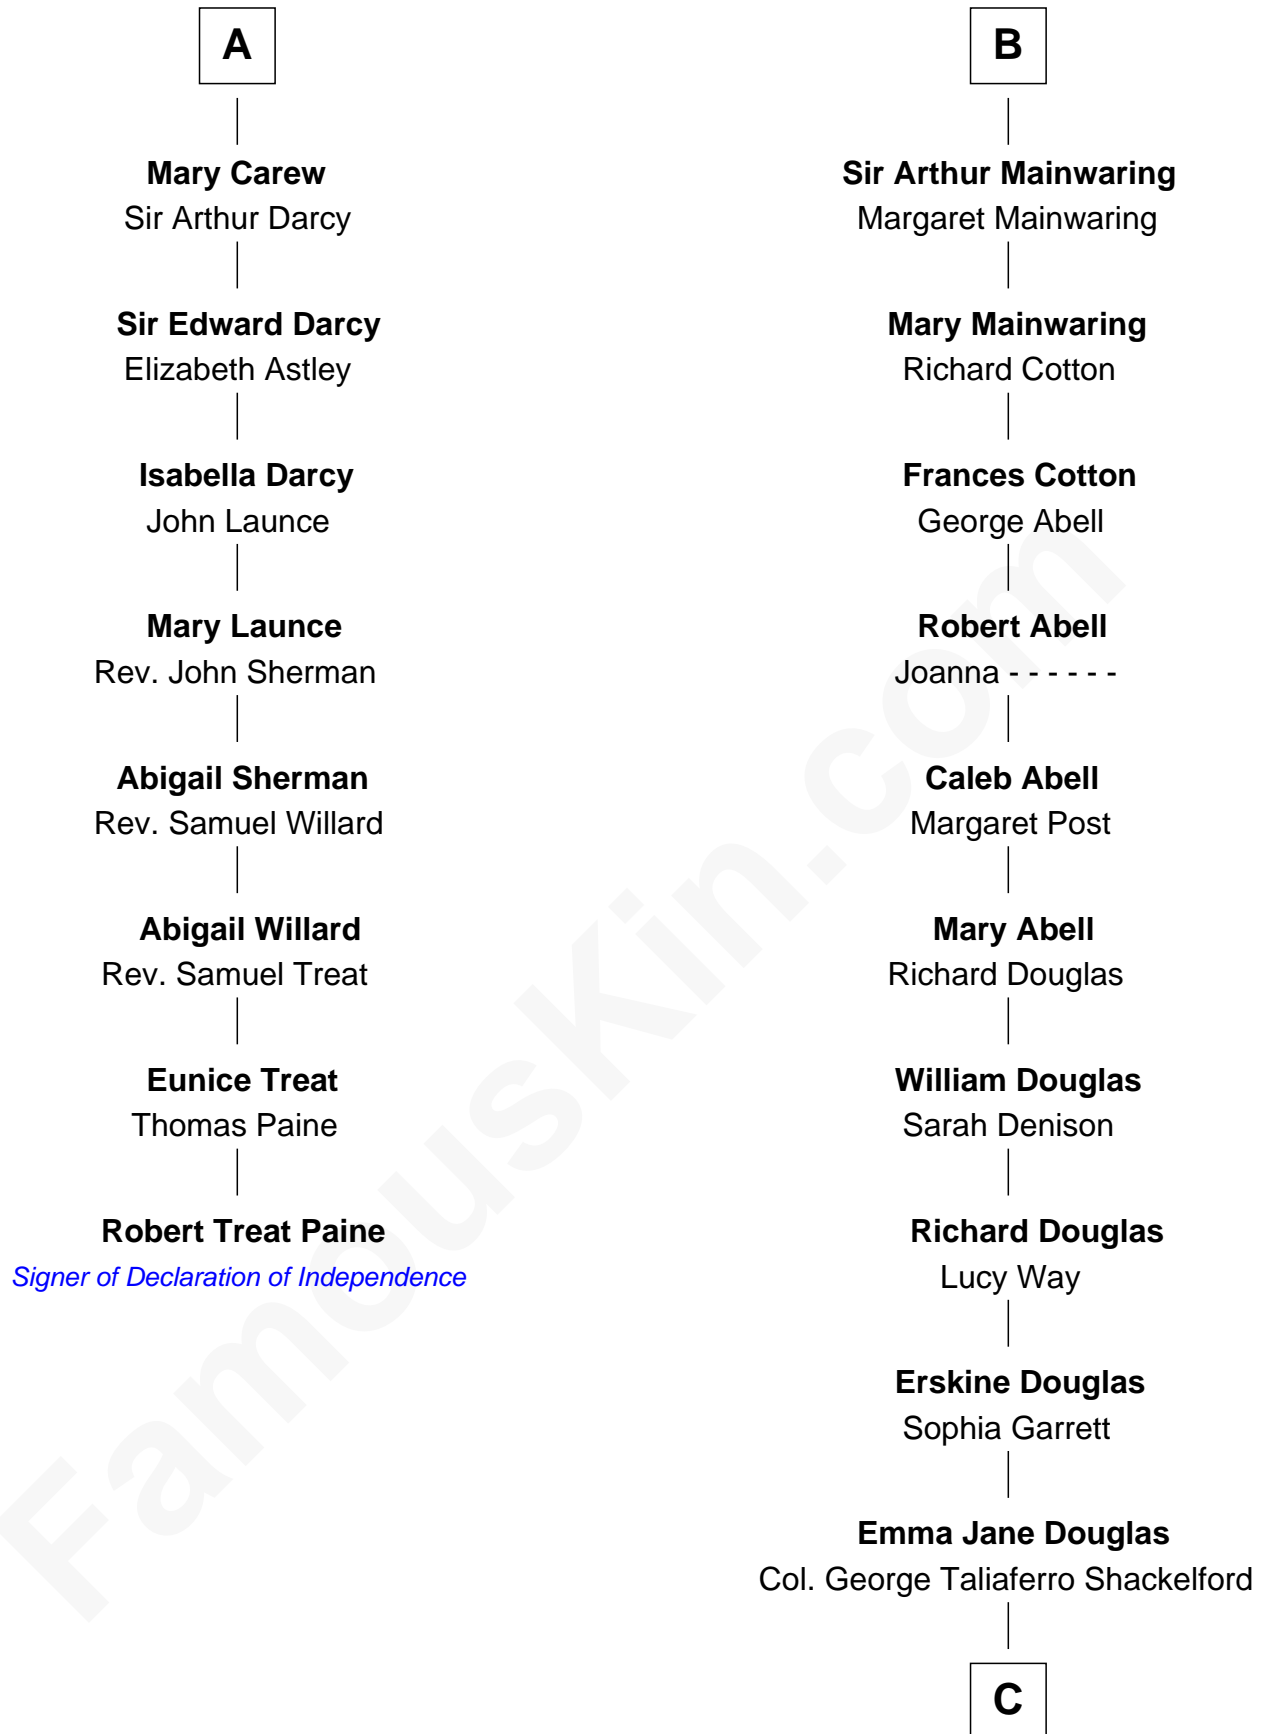 A
Mary Carew
Sir Arthur Darcy
Sir Edward Darcy
Elizabeth Astley
Isabella Darcy
John Launce
Mary Launce
Rev. John Sherman
Abigail Sherman
Rev. Samuel Willard
Abigail Willard
Rev. Samuel Treat
Eunice Treat
Thomas Paine
Robert Treat Paine
Signer of Declaration of Independence
B
Sir Arthur Mainwaring
Margaret Mainwaring
Mary Mainwaring
Richard Cotton
Frances Cotton
George Abell
Robert Abell
Joanna - - - - - -
Caleb Abell
Margaret Post
Mary Abell
Richard Douglas
William Douglas
Sarah Denison
Richard Douglas
Lucy Way
Erskine Douglas
Sophia Garrett
Emma Jane Douglas
Col. George Taliaferro Shackelford
C
FamousKin.com